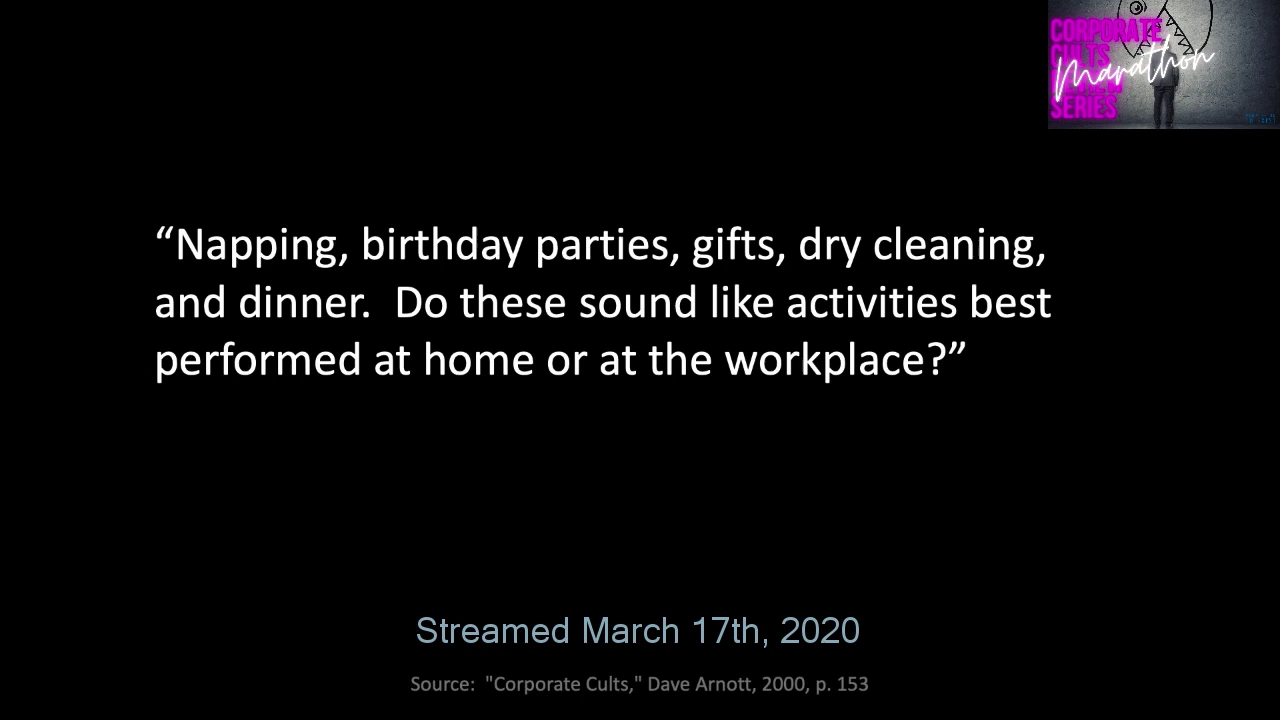 CORPORATE
CULTS
Marathon
SERIES
“Napping, birthday parties, gifts, dry cleaning,
and dinner.  Do these sound like activities best
performed at home or at the workplace?”
Streamed March 17th, 2020
Source:  "Corporate Cults," Dave Arnott, 2000, p. 153